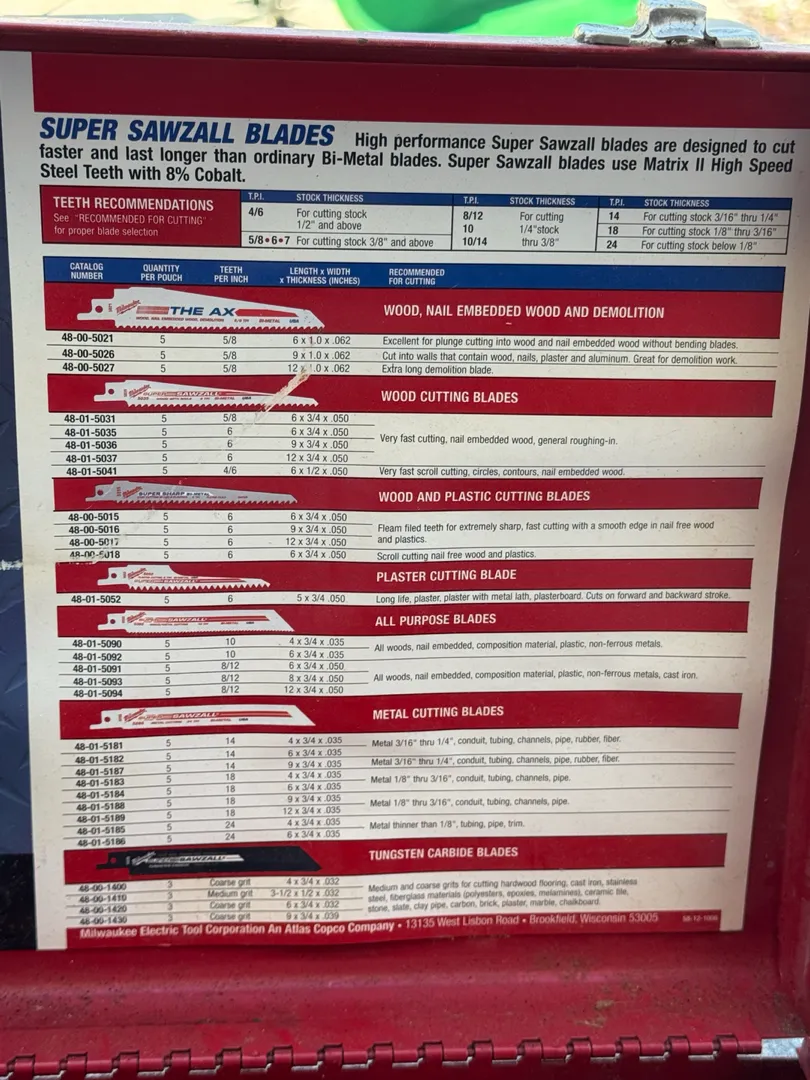 SUPER SAWZALL BLADES High performance Super Sawzall blades are designed to cut
faster and last longer than ordinary Bi-Metal blades. Super Sawzall blades use Matrix II High Speed
Steel Teeth with 8% Cobalt.
TEETH RECOMMENDATIONS
See "RECOMMENDED FOR CUTTING"
for proper blade selection
T.P.I. STOCK THICKNESS
4/6 For cutting stock
1/2" and above
5/8•6•7 For cutting stock 3/8" and above
T.P.I. STOCK THICKNESS
8/12 For cutting
10 1/4"stock
10/14 thru 3/8"
T.P.I. STOCK THICKNESS
14 For cutting stock 3/16" thru 1/4"
18 For cutting stock 1/8" thru 3/16"
24 For cutting stock below 1/8"
CATALOG NUMBER QUANTITY PER POUCH TEETH PER INCH LENGTH x WIDTH x THICKNESS (INCHES) RECOMMENDED FOR CUTTING
Milwaukee THE AX WOOD, NAIL EMBEDDED WOOD AND DEMOLITION
48-00-5021 5 5/8 6 x 1.0 x .062 Excellent for plunge cutting into wood and nail embedded wood without bending blades.
48-00-5026 5 5/8 9 x 1.0 x .062 Cut into walls that contain wood, nails, plaster and aluminum. Great for demolition work.
48-00-5027 5 5/8 12 x 1.0 x .062 Extra long demolition blade.
Milwaukee SUPER SAWZALL WOOD CUTTING BLADES
48-01-5031 5 5/8 6 x 3/4 x .050
48-01-5035 5 6 6 x 3/4 x .050
48-01-5036 5 6 9 x 3/4 x .050 Very fast cutting, nail embedded wood, general roughing-in.
48-01-5037 5 6 12 x 3/4 x .050
48-01-5041 5 4/6 6 x 1/2 x .050 Very fast scroll cutting, circles, contours, nail embedded wood.
SUPER SHARP BI-METAL WOOD AND PLASTIC CUTTING BLADES
48-00-5015 5 6 6 x 3/4 x .050
48-00-5016 5 6 9 x 3/4 x .050 Fleam filed teeth for extremely sharp, fast cutting with a smooth edge in nail free wood
48-00-5017 5 6 12 x 3/4 x .050 and plastics.
48-00-5018 5 6 6 x 3/4 x .050 Scroll cutting nail free wood and plastics.
SAWZALL PLASTER CUTTING BLADE
48-01-5052 5 6 5 x 3/4 x .050 Long life, plaster, plaster with metal lath, plasterboard. Cuts on forward and backward stroke.
SAWZALL ALL PURPOSE BLADES
48-01-5090 5 10 4 x 3/4 x .035 All woods, nail embedded, composition material, plastic, non-ferrous metals.
48-01-5092 5 10 6 x 3/4 x .035
48-01-5091 5 8/12 6 x 3/4 x .050
48-01-5093 5 8/12 8 x 3/4 x .050 All woods, nail embedded, composition material, plastic, non-ferrous metals, cast iron.
48-01-5094 5 8/12 12 x 3/4 x .050
SUPER SAWZALL METAL CUTTING BLADES
48-01-5181 5 14 4 x 3/4 x .035 Metal 3/16" thru 1/4", conduit, tubing, channels, pipe, rubber, fiber.
48-01-5182 5 14 6 x 3/4 x .035
48-01-5187 5 14 9 x 3/4 x .035 Metal 3/16" thru 1/4", conduit, tubing, channels, pipe, rubber, fiber.
48-01-5183 5 18 4 x 3/4 x .035 Metal 1/8" thru 3/16", conduit, tubing, channels, pipe.
48-01-5184 5 18 6 x 3/4 x .035
48-01-5188 5 18 9 x 3/4 x .035 Metal 1/8" thru 3/16", conduit, tubing, channels, pipe.
48-01-5189 5 18 12 x 3/4 x .035
48-01-5185 5 24 4 x 3/4 x .035 Metal thinner than 1/8", tubing, pipe, trim.
48-01-5186 5 24 6 x 3/4 x .035
SAWZALL TUNGSTEN CARBIDE BLADES
48-00-1400 3 Coarse grit 4 x 3/4 x .032 Medium and coarse grits for cutting hardwood flooring, cast iron, stainless
48-00-1410 3 Medium grit 3-1/2 x 1/2 x .032 steel, fiberglass materials (polyesters, epoxies, melamines), ceramic tile,
48-00-1420 3 Coarse grit 6 x 3/4 x .032 stone, slate, clay pipe, carbon, brick, plaster, marble, chalkboard.
48-00-1430 3 Coarse grit 9 x 3/4 x .039
Milwaukee Electric Tool Corporation An Atlas Copco Company • 13135 West Lisbon Road • Brookfield, Wisconsin 53005